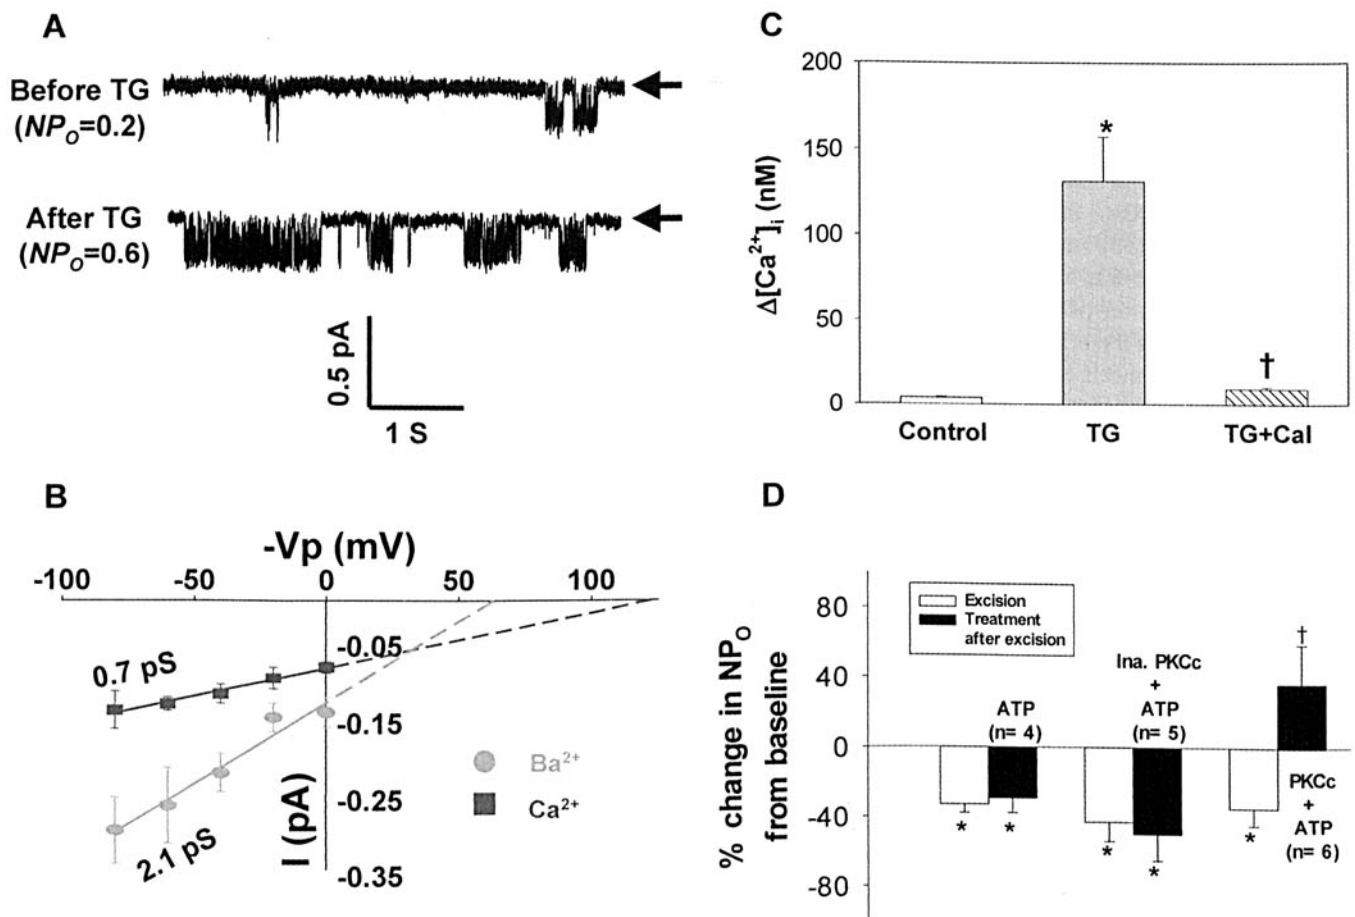 A
Before TG
(NPO=0.2)
After TG
(NPO=0.6)
0.5 pA
1 S
B
-Vp (mV)
-100 -50 0 50 100
-0.05
-0.15
-0.25
-0.35
I (pA)
0.7 pS
2.1 pS
Ba²⁺
Ca²⁺
C
Δ[Ca²⁺]i (nM)
200
150
100
50
0
*
†
Control TG TG+Cal
D
% change in NPO
from baseline
80
40
0
-40
-80
Excision
Treatment
after excision
ATP
(n= 4)
* *
Ina. PKCc
+
ATP
(n= 5)
* *
†
*
PKCc
+
ATP
(n= 6)